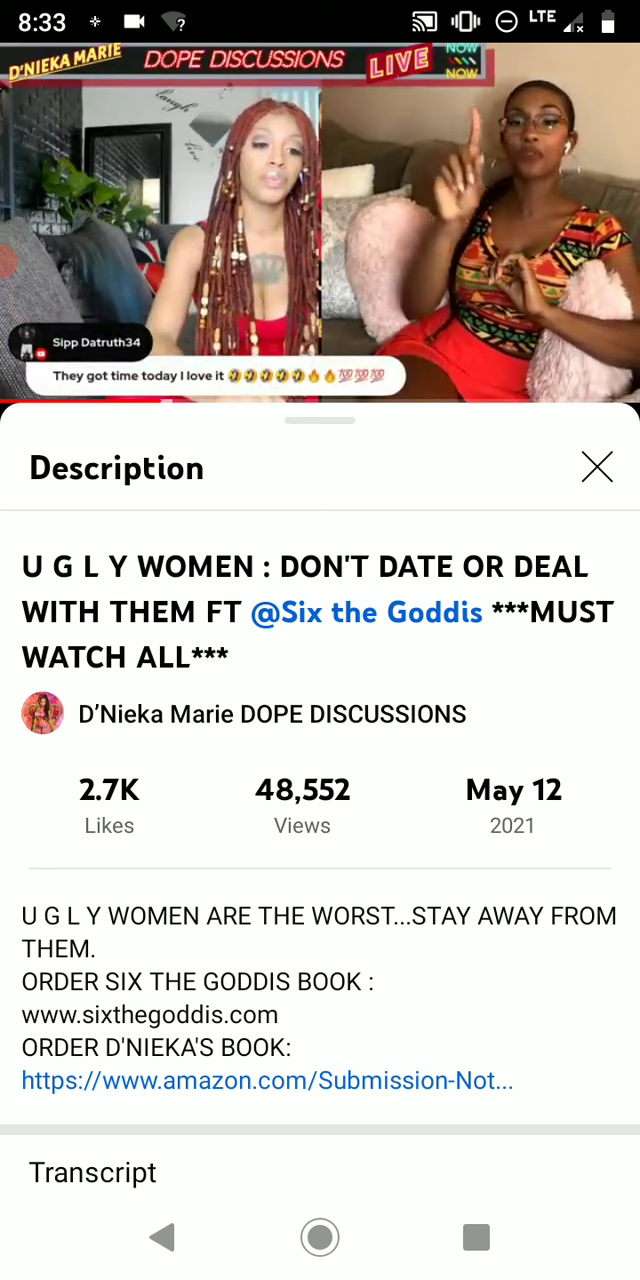 8:33
?
LTE
D'NIEKA MARIE DOPE DISCUSSIONS LIVE NOW
NOW
laugh
live
Sipp Datruth34
They got time today I love it 🤣🤣🤣🤣🤣🔥🔥💯💯💯
Description
U G L Y WOMEN : DON'T DATE OR DEAL
WITH THEM FT @Six the Goddis ***MUST
WATCH ALL***
D'Nieka Marie DOPE DISCUSSIONS
2.7K 48,552 May 12
Likes Views 2021
U G L Y WOMEN ARE THE WORST...STAY AWAY FROM
THEM.
ORDER SIX THE GODDIS BOOK :
www.sixthegoddis.com
ORDER D'NIEKA'S BOOK:
https://www.amazon.com/Submission-Not...
Transcript